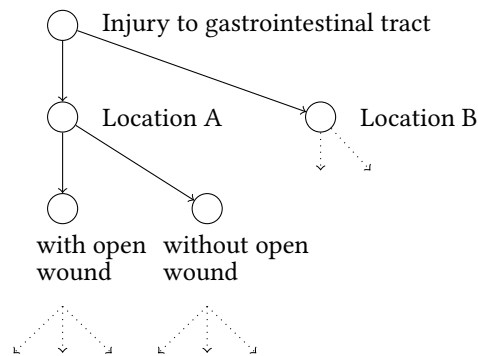 Injury to gastrointestinal tract
Location A
Location B
with open
wound
without open
wound